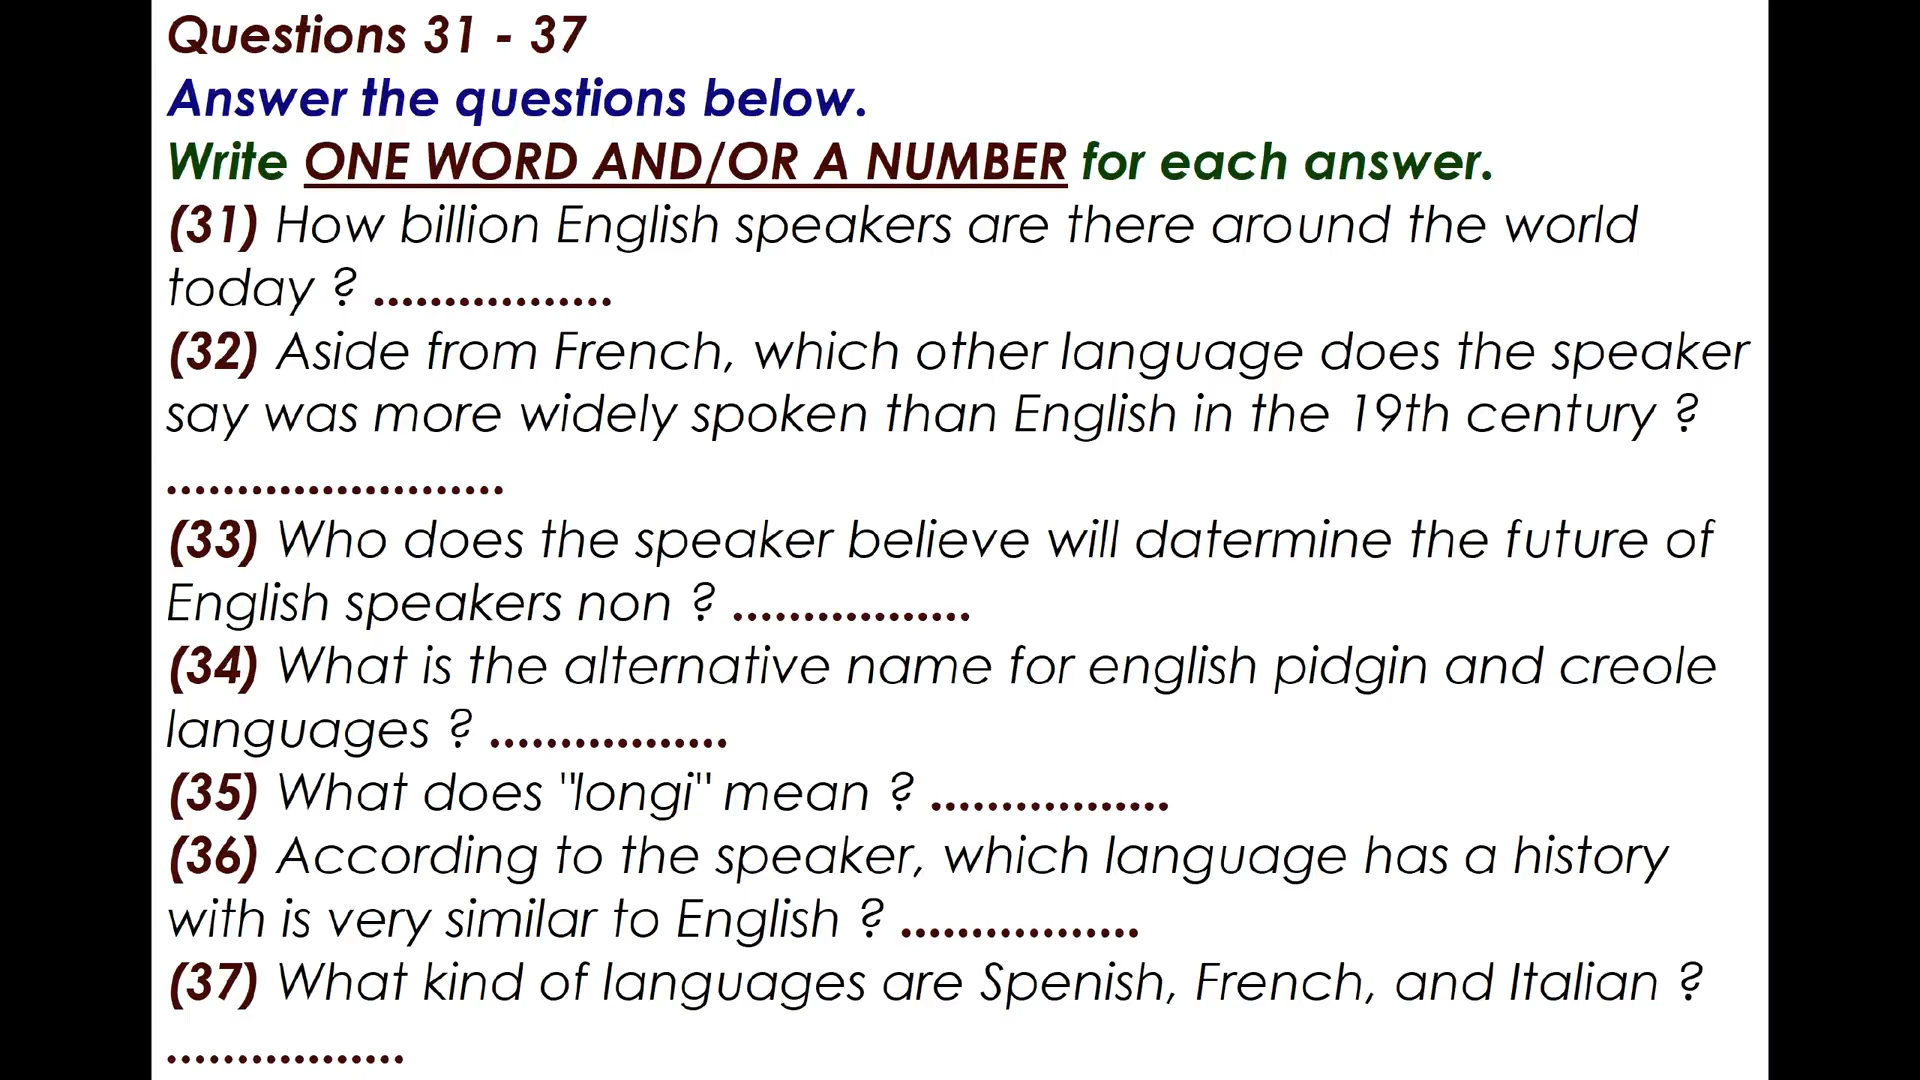 Questions 31 - 37
Answer the questions below.
Write ONE WORD AND/OR A NUMBER for each answer.
(31) How billion English speakers are there around the world
today ? .................
(32) Aside from French, which other language does the speaker
say was more widely spoken than English in the 19th century ?
........................
(33) Who does the speaker believe will datermine the future of
English speakers non ? .................
(34) What is the alternative name for english pidgin and creole
languages ? .................
(35) What does "longi" mean ? .................
(36) According to the speaker, which language has a history
with is very similar to English ? .................
(37) What kind of languages are Spenish, French, and Italian ?
.................